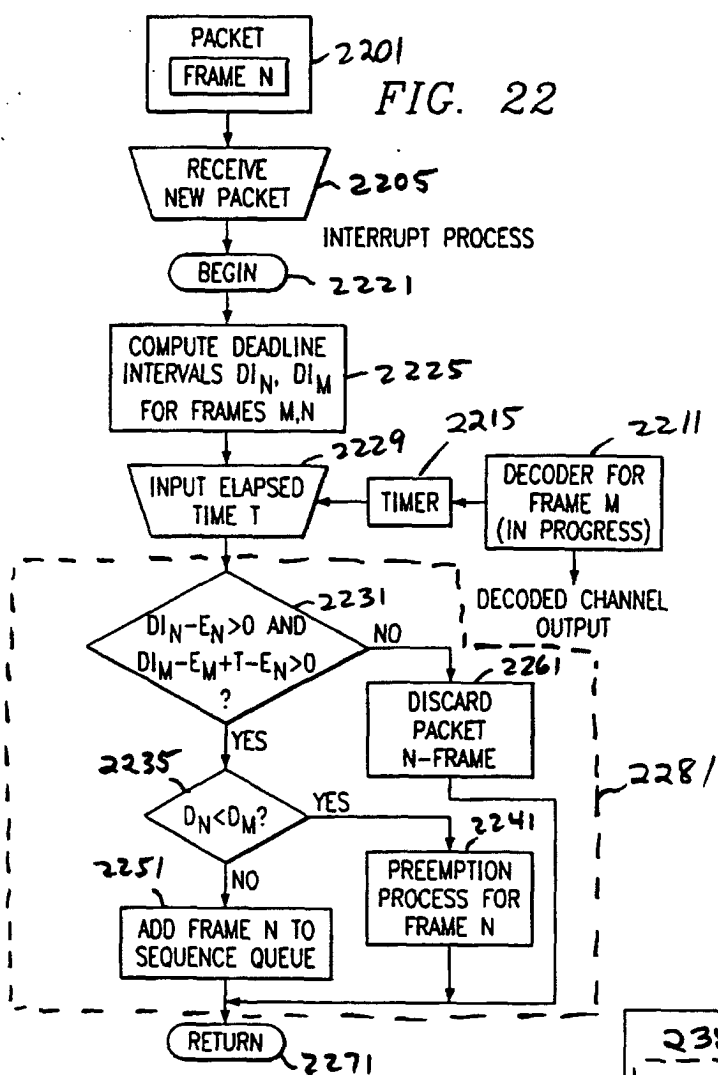 PACKET
FRAME N
2201
FIG. 22
RECEIVE
NEW PACKET
2205
INTERRUPT PROCESS
BEGIN
2221
COMPUTE DEADLINE
INTERVALS DI_N, DI_M
FOR FRAMES M,N
2225
2229
2215
2211
INPUT ELAPSED
TIME T
TIMER
DECODER FOR
FRAME M
(IN PROGRESS)
DECODED CHANNEL
OUTPUT
2231
DI_N-E_N>0 AND
DI_M-E_M+T-E_N>0
?
NO
YES
2261
DISCARD
PACKET
N-FRAME
2281
2235
D_N<D_M?
YES
NO
2241
PREEMPTION
PROCESS FOR
FRAME N
2251
ADD FRAME N TO
SEQUENCE QUEUE
RETURN
2271